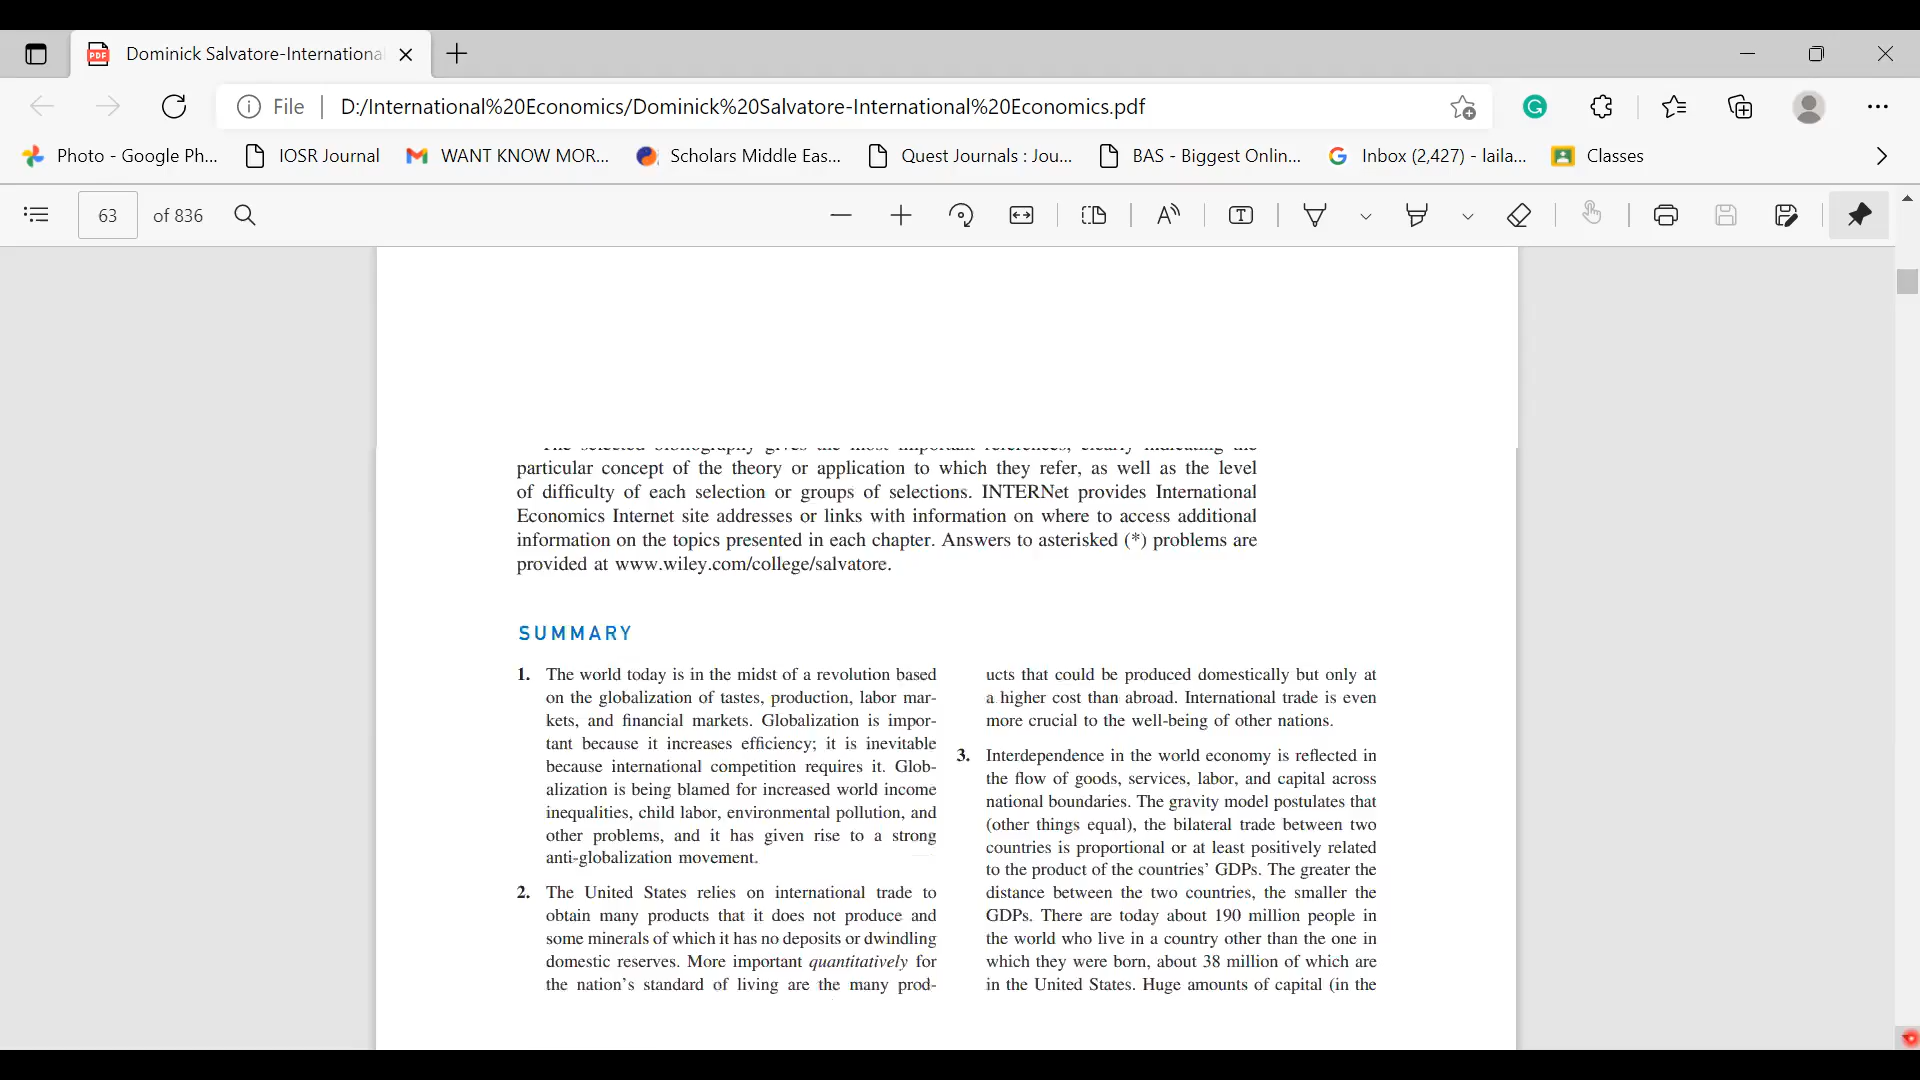 Dominick Salvatore-Internationa
File
D:/International%20Economics/Dominick%20Salvatore-International%20Economics.pdf
Photo - Google Ph...
IOSR Journal
WANT KNOW MOR...
Scholars Middle Eas...
Quest Journals : Jou...
BAS - Biggest Onlin...
Inbox (2,427) - laila...
Classes
63 of 836
The selected bibliography gives the most important references, clearly indicating the
particular concept of the theory or application to which they refer, as well as the level
of difficulty of each selection or groups of selections. INTERNet provides International
Economics Internet site addresses or links with information on where to access additional
information on the topics presented in each chapter. Answers to asterisked (*) problems are
provided at www.wiley.com/college/salvatore.
SUMMARY
1. The world today is in the midst of a revolution based
on the globalization of tastes, production, labor mar-
kets, and financial markets. Globalization is impor-
tant because it increases efficiency; it is inevitable
because international competition requires it. Glob-
alization is being blamed for increased world income
inequalities, child labor, environmental pollution, and
other problems, and it has given rise to a strong
anti-globalization movement.
2. The United States relies on international trade to
obtain many products that it does not produce and
some minerals of which it has no deposits or dwindling
domestic reserves. More important quantitatively for
the nation's standard of living are the many prod-
ucts that could be produced domestically but only at
a higher cost than abroad. International trade is even
more crucial to the well-being of other nations.
3. Interdependence in the world economy is reflected in
the flow of goods, services, labor, and capital across
national boundaries. The gravity model postulates that
(other things equal), the bilateral trade between two
countries is proportional or at least positively related
to the product of the countries' GDPs. The greater the
distance between the two countries, the smaller the
GDPs. There are today about 190 million people in
the world who live in a country other than the one in
which they were born, about 38 million of which are
in the United States. Huge amounts of capital (in the